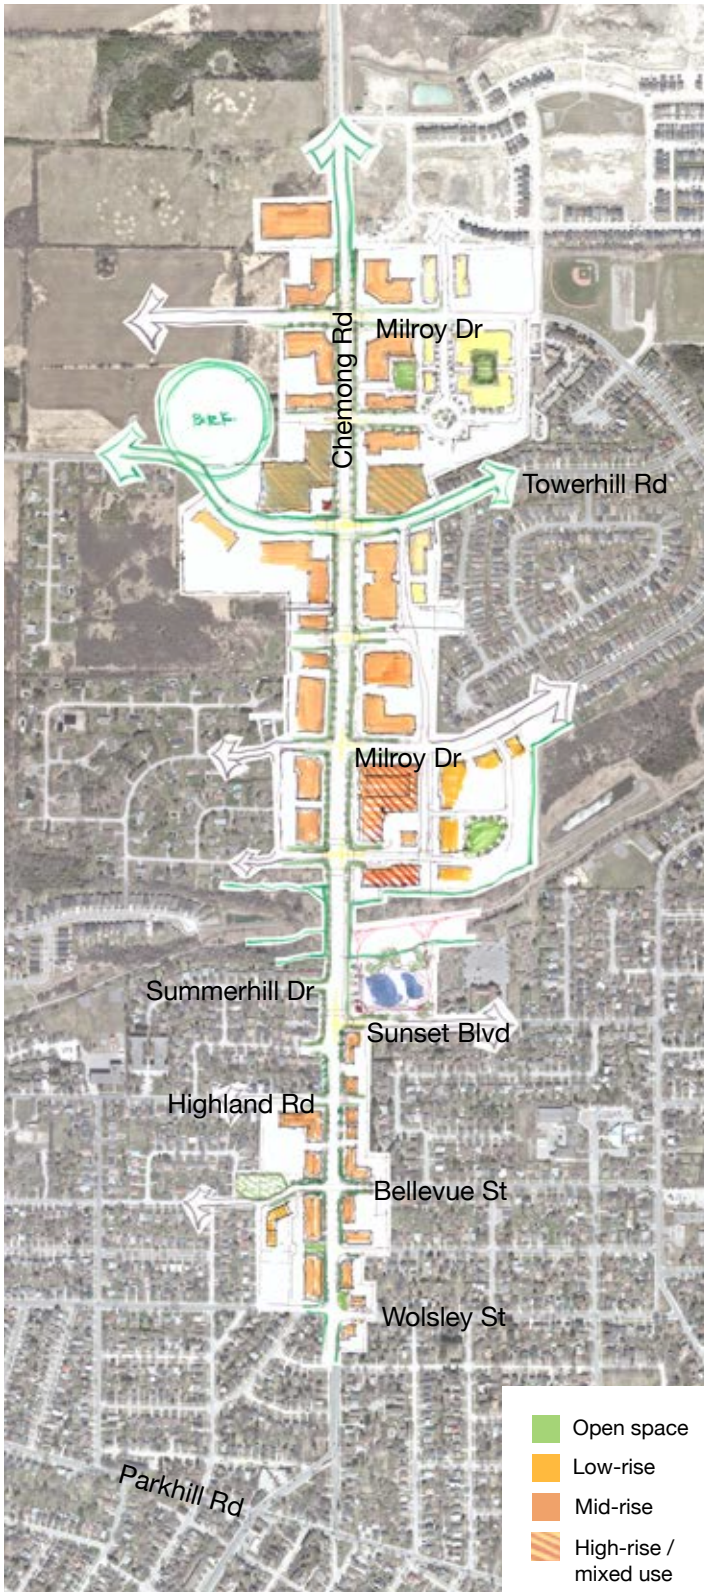 Milroy Dr
Chemong Rd
Towerhill Rd
Milroy Dr
Summerhill Dr
Sunset Blvd
Highland Rd
Bellevue St
Wolsley St
Parkhill Rd
Open space
Low-rise
Mid-rise
High-rise /
mixed use